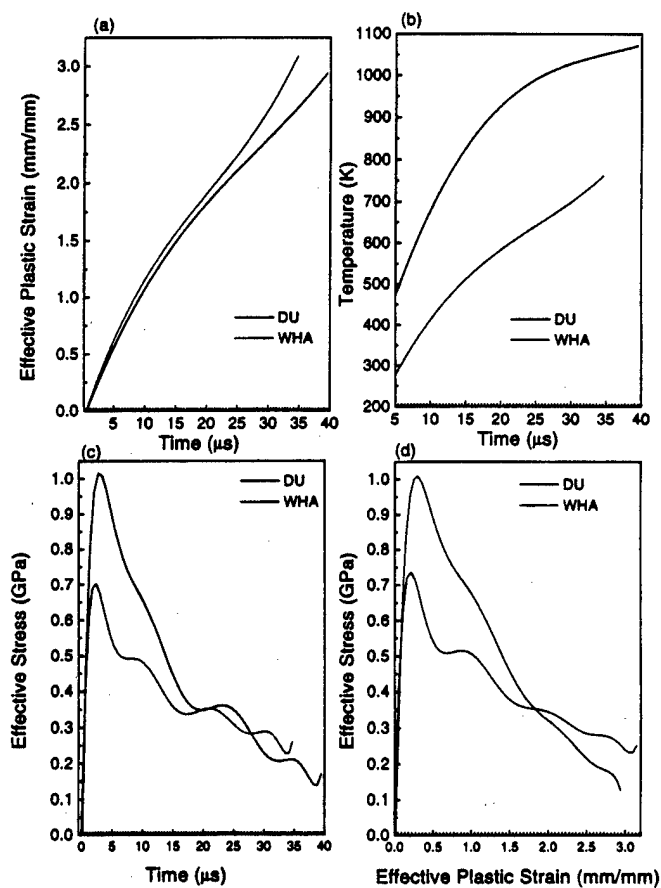 (a)
3.0
2.5
2.0
1.5
1.0
0.5
0.0
Effective Plastic Strain (mm/mm)
DU
WHA
5 10 15 20 25 30 35 40
Time (μs)
(b)
1100
1050
900
750
600
550
400
350
300
200
Temperature (K)
DU
WHA
5 10 15 20 25 30 35 40
Time (μs)
(c)
1.0
0.9
0.8
0.7
0.6
0.5
0.4
0.3
0.2
0.1
0.0
Effective Stress (GPa)
DU
WHA
0 5 10 15 20 25 30 35 40
Time (μs)
(d)
1.0
0.9
0.8
0.7
0.6
0.5
0.4
0.3
0.2
0.1
0.0
Effective Stress (GPa)
DU
WHA
0.0 0.5 1.0 1.5 2.0 2.5 3.0
Effective Plastic Strain (mm/mm)